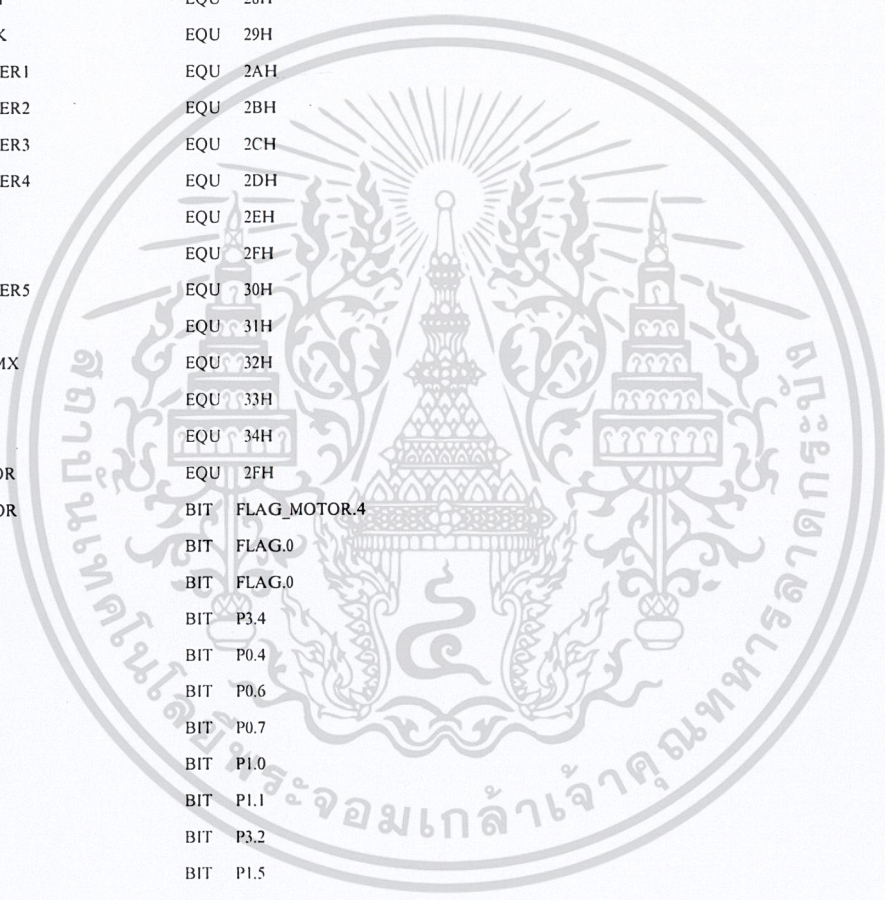 EQU 28H
K EQU 29H
ER1 EQU 2AH
ER2 EQU 2BH
ER3 EQU 2CH
ER4 EQU 2DH
EQU 2EH
EQU 2FH
ER5 EQU 30H
EQU 31H
MX EQU 32H
EQU 33H
EQU 34H
OR EQU 2FH
OR BIT FLAG_MOTOR.4
BIT FLAG.0
BIT FLAG.0
BIT P3.4
BIT P0.4
BIT P0.6
BIT P0.7
BIT P1.0
BIT P1.1
BIT P3.2
BIT P1.5
สถาบันเทคโนโลยีพระจอมเกล้าเจ้าคุณทหารลาดกระบัง